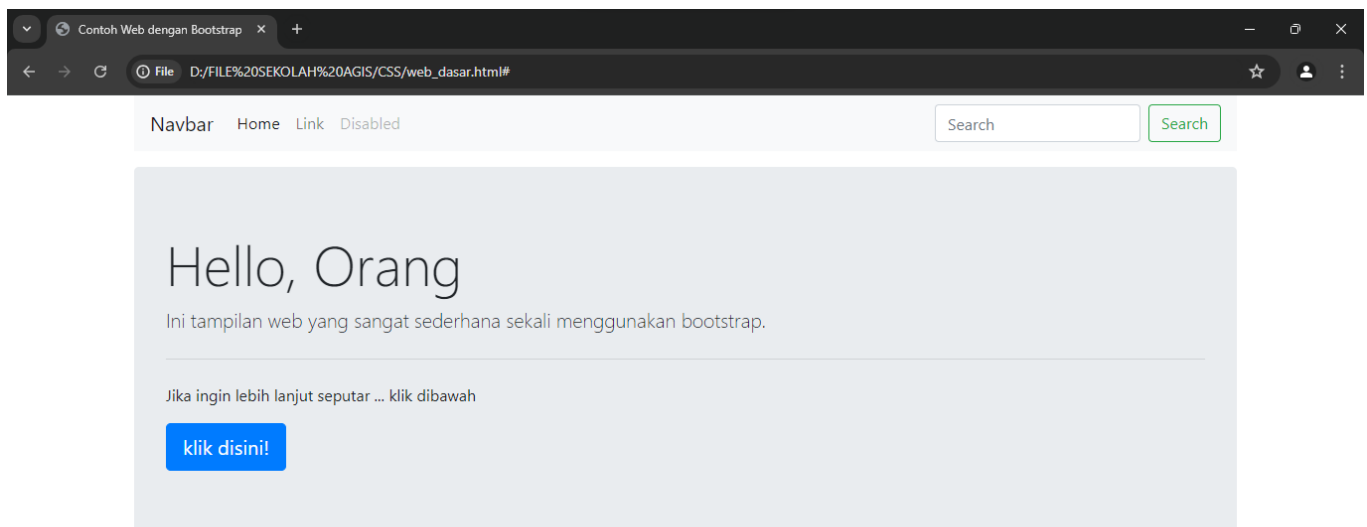 Contoh Web dengan Bootstrap
File D:/FILE%20SEKOLAH%20AGIS/CSS/web_dasar.html#
Navbar Home Link Disabled Search Search
Hello, Orang
Ini tampilan web yang sangat sederhana sekali menggunakan bootstrap.
Jika ingin lebih lanjut seputar ... klik dibawah
klik disini!